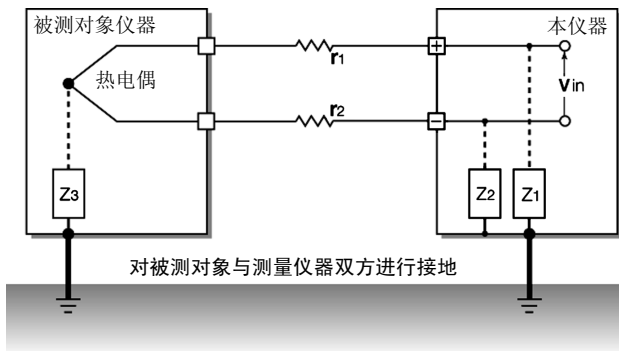 被测对象仪器
本仪器
热电偶
r1
r2
+
−
Vin
Z3
Z2
Z1
对被测对象与测量仪器双方进行接地